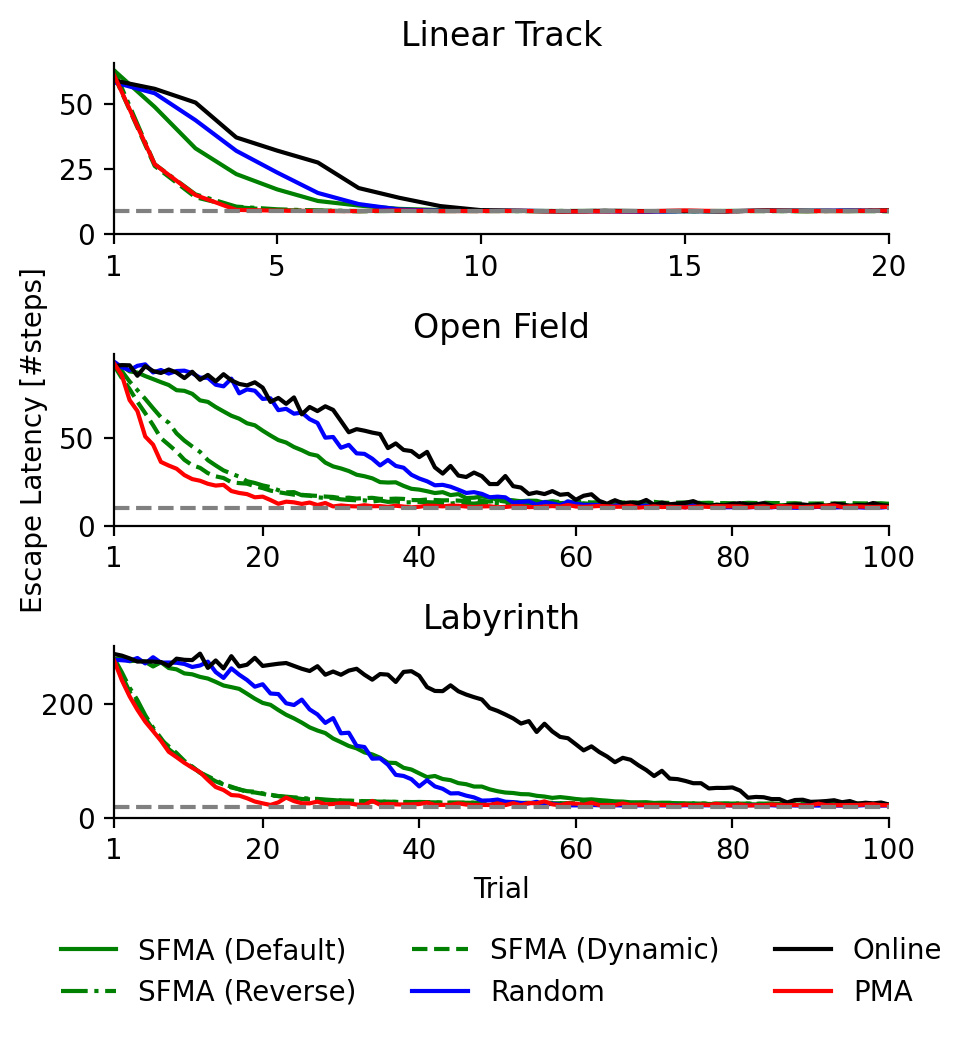 Linear Track
50
25
0
1 5 10 15 20
Open Field
50
0
1 20 40 60 80 100
Escape Latency [#steps]
Labyrinth
200
0
1 20 40 60 80 100
Trial
SFMA (Default) SFMA (Dynamic) Online
SFMA (Reverse) Random PMA